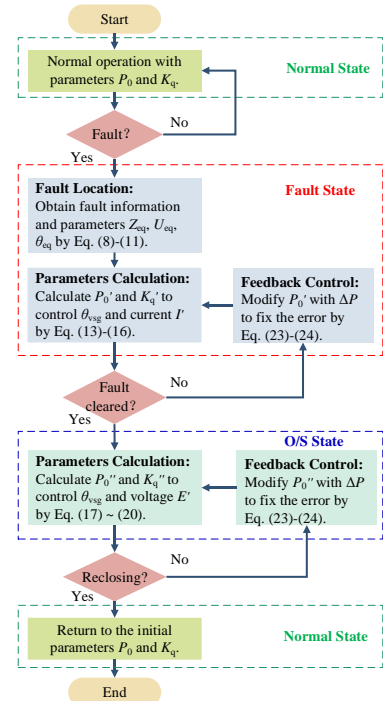 Start
Normal operation with
parameters P0 and Kq.
Normal State
Fault?
No
Yes
Fault State
Fault Location:
Obtain fault information
and parameters Zeq, Ueq,
θeq by Eq. (8)-(11).
Parameters Calculation:
Calculate P0' and Kq' to
control θvsg and current I'
by Eq. (13)-(16).
Feedback Control:
Modify P0' with ΔP
to fix the error by
Eq. (23)-(24).
Fault
cleared?
No
Yes
O/S State
Parameters Calculation:
Calculate P0'' and Kq'' to
control θvsg and voltage E'
by Eq. (17) ~ (20).
Feedback Control:
Modify P0'' with ΔP
to fix the error by
Eq. (23)-(24).
Reclosing?
No
Yes
Return to the initial
parameters P0 and Kq.
Normal State
End